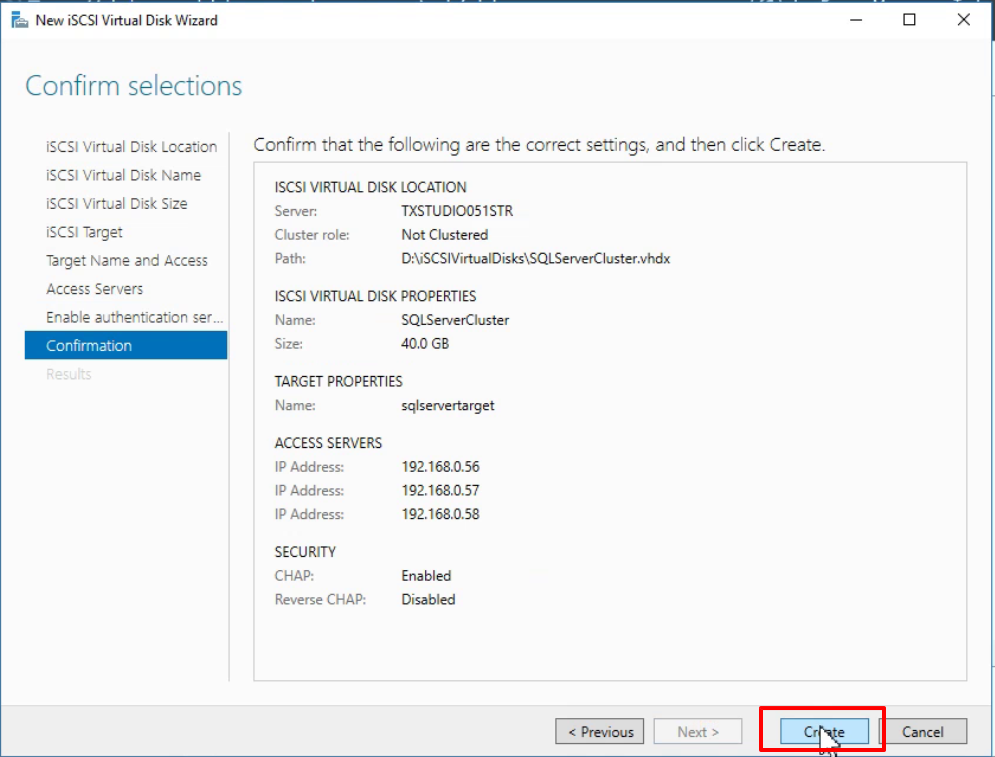 New iSCSI Virtual Disk Wizard
Confirm selections
iSCSI Virtual Disk Location
iSCSI Virtual Disk Name
iSCSI Virtual Disk Size
iSCSI Target
Target Name and Access
Access Servers
Enable authentication ser...
Confirmation
Results
Confirm that the following are the correct settings, and then click Create.
ISCSI VIRTUAL DISK LOCATION
Server: TXSTUDIO051STR
Cluster role: Not Clustered
Path: D:\iSCSIVirtualDisks\SQLServerCluster.vhdx
ISCSI VIRTUAL DISK PROPERTIES
Name: SQLServerCluster
Size: 40.0 GB
TARGET PROPERTIES
Name: sqlservertarget
ACCESS SERVERS
IP Address: 192.168.0.56
IP Address: 192.168.0.57
IP Address: 192.168.0.58
SECURITY
CHAP: Enabled
Reverse CHAP: Disabled
< Previous
Next >
Create
Cancel